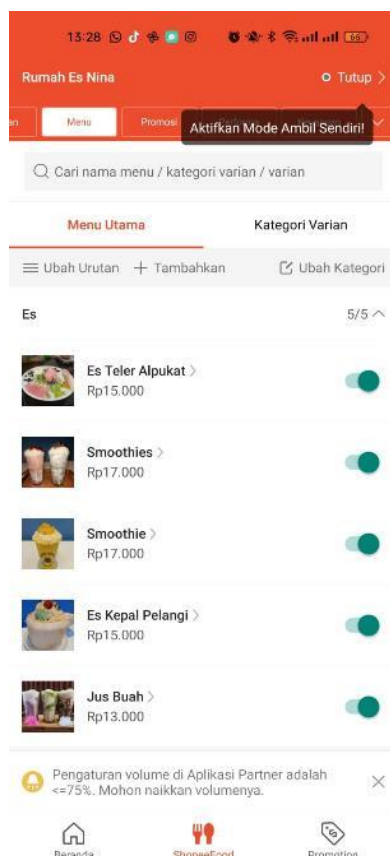 13:28
66
Rumah Es Nina
Tutup >
Menu
Promosi
Aktifkan Mode Ambil Sendiri!
Cari nama menu / kategori varian / varian
Menu Utama
Kategori Varian
Ubah Urutan
+ Tambahkan
Ubah Kategori
Es
5/5
Es Teler Alpukat >
Rp15.000
Smoothies >
Rp17.000
Smoothie >
Rp17.000
Es Kepal Pelangi >
Rp15.000
Jus Buah >
Rp13.000
Pengaturan volume di Aplikasi Partner adalah
<=75%. Mohon naikkan volumenya.
Beranda
ShopeeFood
Promotion